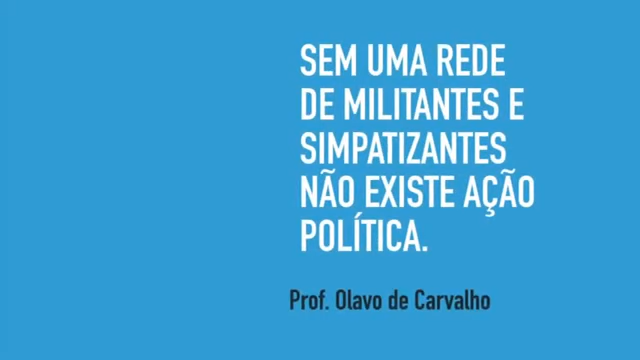 SEM UMA REDE
DE MILITANTES E
SIMPATIZANTES
NÃO EXISTE AÇÃO
POLÍTICA.
Prof. Olavo de Carvalho